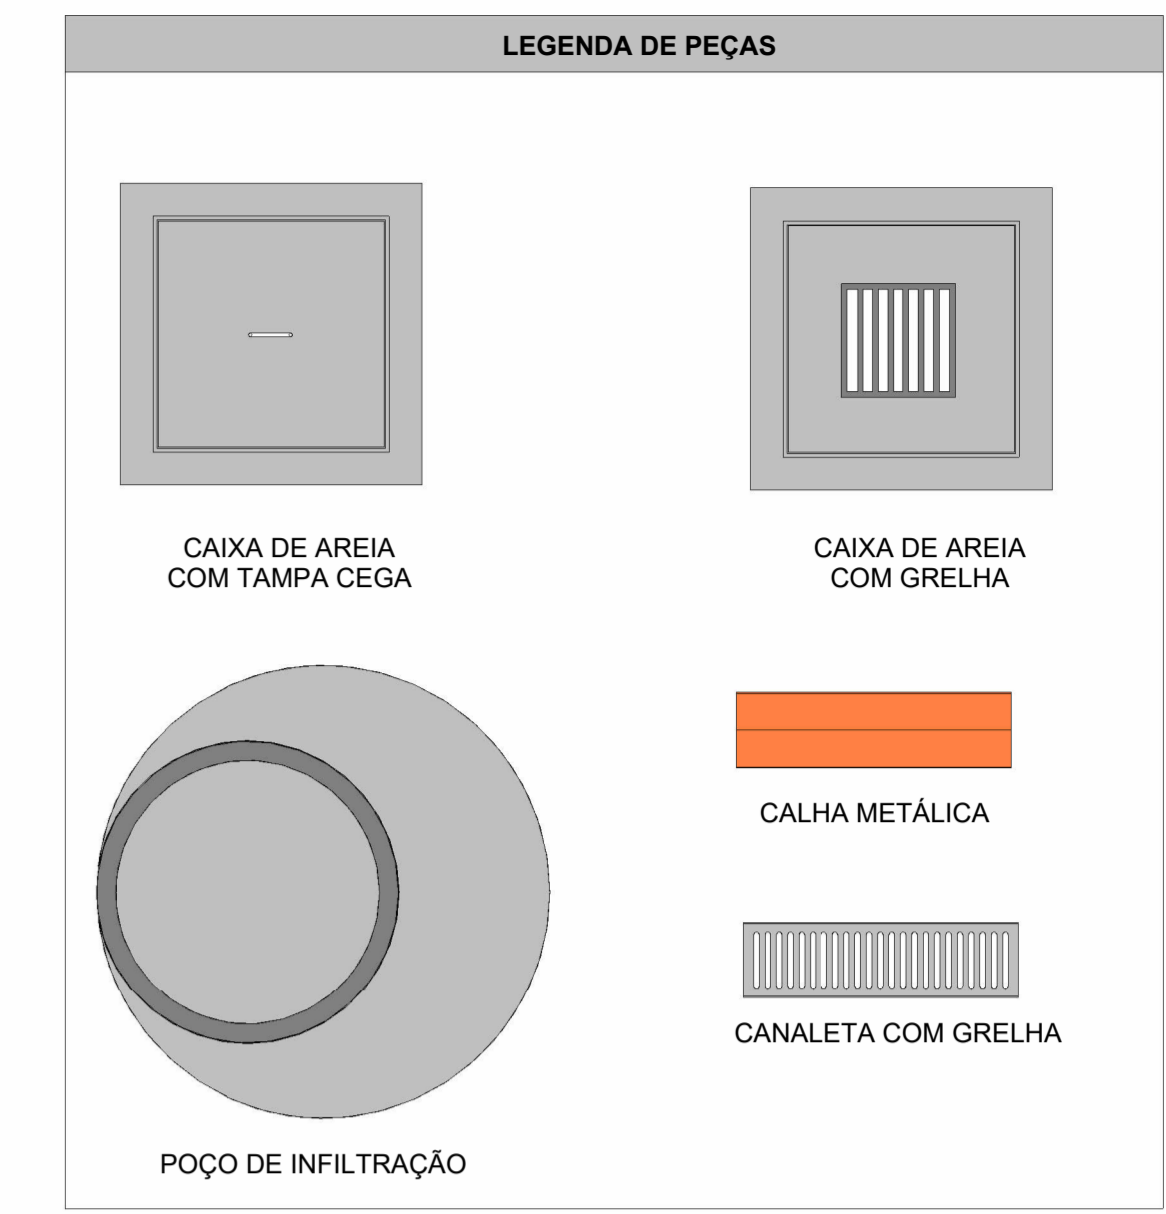 LEGENDA DE PEÇAS
CAIXA DE AREIA
COM TAMPA CEGA
CAIXA DE AREIA
COM GRELHA
CALHA METÁLICA
CANALETA COM GRELHA
POÇO DE INFILTRAÇÃO